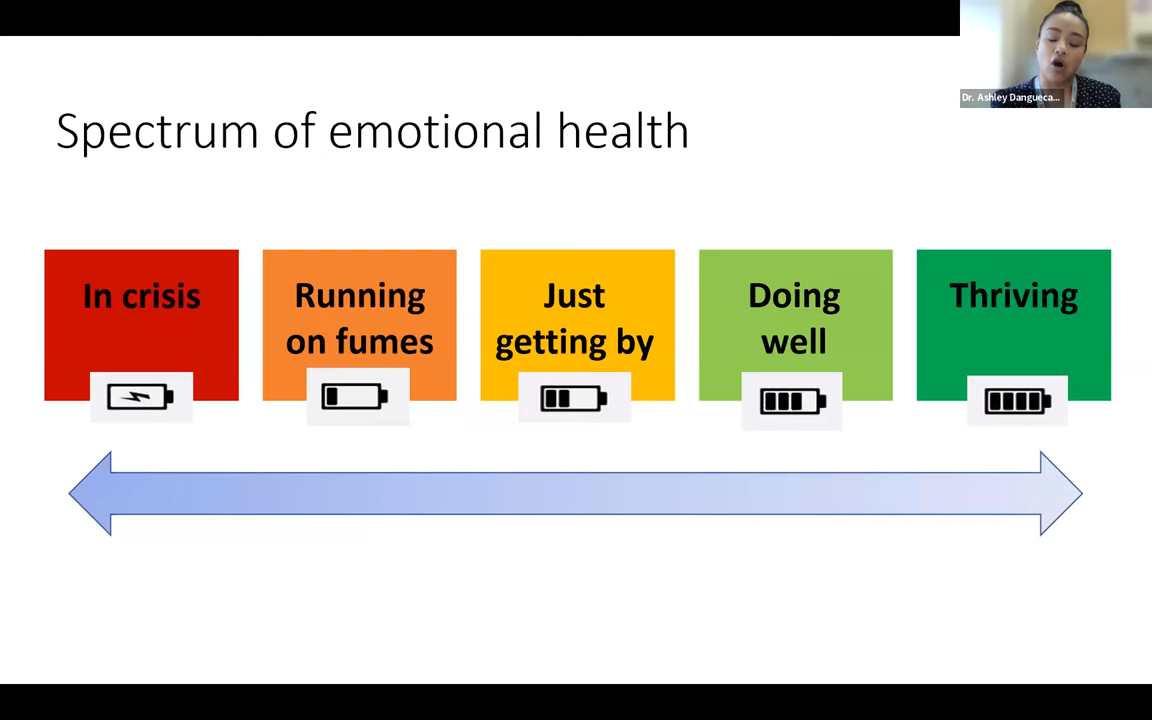 Dr. Ashley Dangueca...
Spectrum of emotional health
In crisis
Running
on fumes
Just
getting by
Doing
well
Thriving